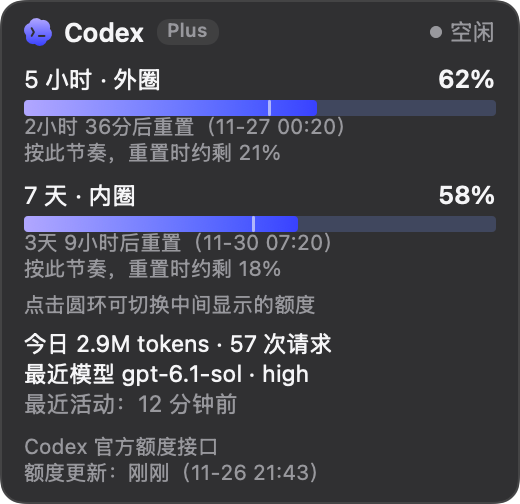 Codex Plus 空闲
5 小时 · 外圈 62%
2小时 36分后重置（11-27 00:20）
按此节奏，重置时约剩 21%
7 天 · 内圈 58%
3天 9小时后重置（11-30 07:20）
按此节奏，重置时约剩 18%
点击圆环可切换中间显示的额度
今日 2.9M tokens · 57 次请求
最近模型 gpt-6.1-sol · high
最近活动：12 分钟前
Codex 官方额度接口
额度更新：刚刚（11-26 21:43）